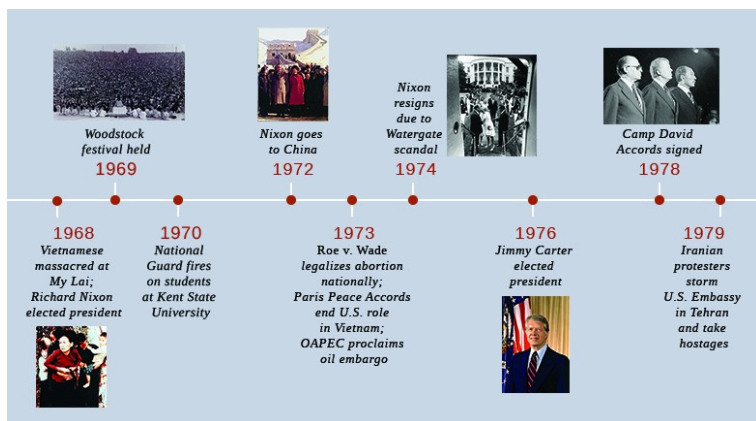 Woodstock
festival held
1969
Nixon goes
to China
1972
Nixon
resigns
due to
Watergate
scandal
1974
Camp David
Accords signed
1978
1968
Vietnamese
massacred at
My Lai;
Richard Nixon
elected president
1970
National
Guard fires
on students
at Kent State
University
1973
Roe v. Wade
legalizes abortion
nationally;
Paris Peace Accords
end U.S. role
in Vietnam;
OAPEC proclaims
oil embargo
1976
Jimmy Carter
elected
president
1979
Iranian
protesters
storm
U.S. Embassy
in Tehran
and take
hostages